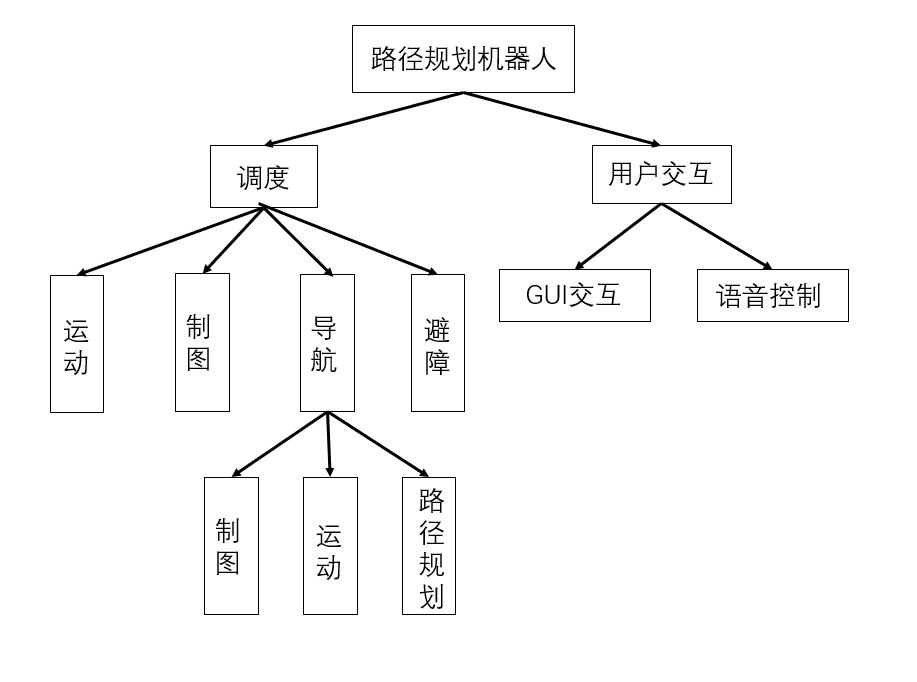 路径规划机器人
调度
用户交互
运动
制图
导航
避障
GUI交互
语音控制
制图
运动
路径规划